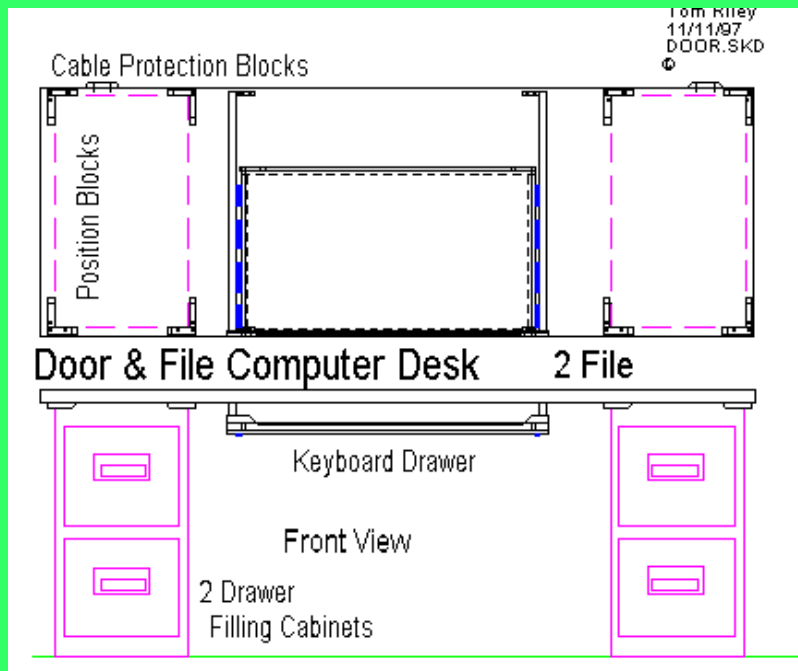 Tom Riley
11/11/97
DOOR.SKD
©
Cable Protection Blocks
Position Blocks
Door & File Computer Desk 2 File
Keyboard Drawer
Front View
2 Drawer
Filling Cabinets